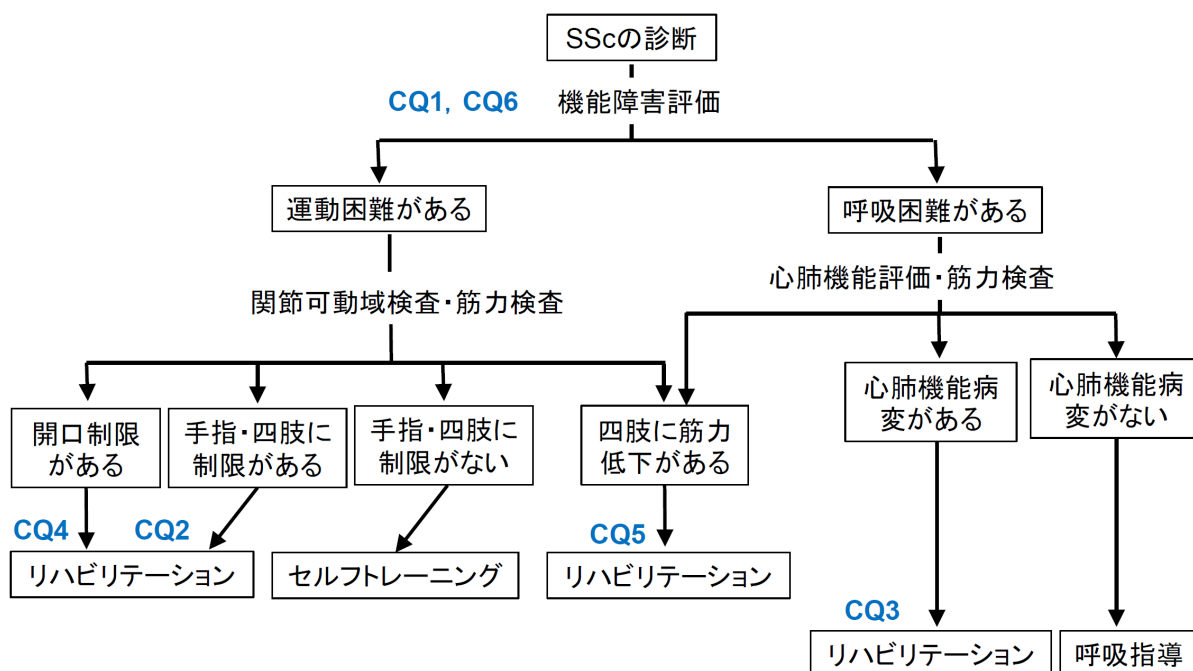 SScの診断
CQ1, CQ6 機能障害評価
運動困難がある
呼吸困難がある
関節可動域検査・筋力検査
心肺機能評価・筋力検査
開口制限
がある
手指・四肢に
制限がある
手指・四肢に
制限がない
四肢に筋力
低下がある
心肺機能病
変がある
心肺機能病
変がない
CQ4
CQ2
CQ5
リハビリテーション
セルフトレーニング
リハビリテーション
CQ3
リハビリテーション
呼吸指導